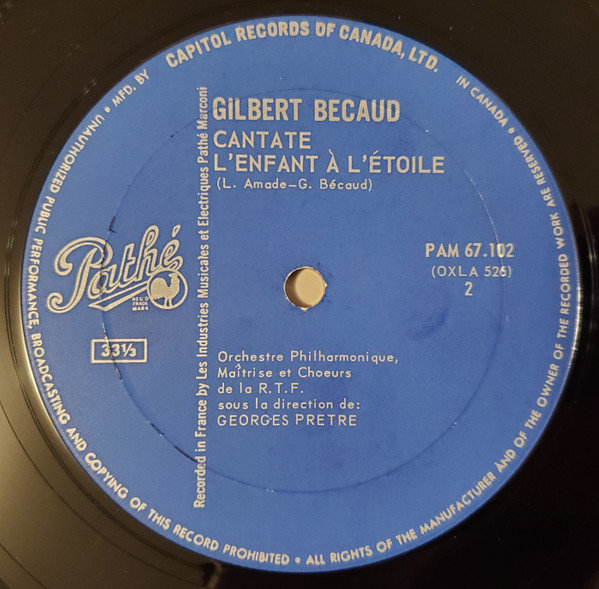 MFD. BY CAPITOL RECORDS OF CANADA, LTD. IN CANADA • ALL RIGHTS OF THE MANUFACTURER AND OF THE OWNER OF THE RECORDED WORK ARE RESERVED •
UNAUTHORIZED PUBLIC PERFORMANCE, BROADCASTING AND COPYING OF THIS RECORD PROHIBITED •
Recorded in France by Les Industries Musicales et Electriques Pathé Marconi
GILBERT BECAUD
CANTATE
L'ENFANT À L'ÉTOILE
(L. Amade–G. Bécaud)
Pathé
REG'D
TRADE
MARK
33⅓
PAM 67.102
(OXLA 526)
2
Orchestre Philharmonique,
Maîtrise et Choeurs
de la R.T.F.
sous la direction de:
GEORGES PRETRE